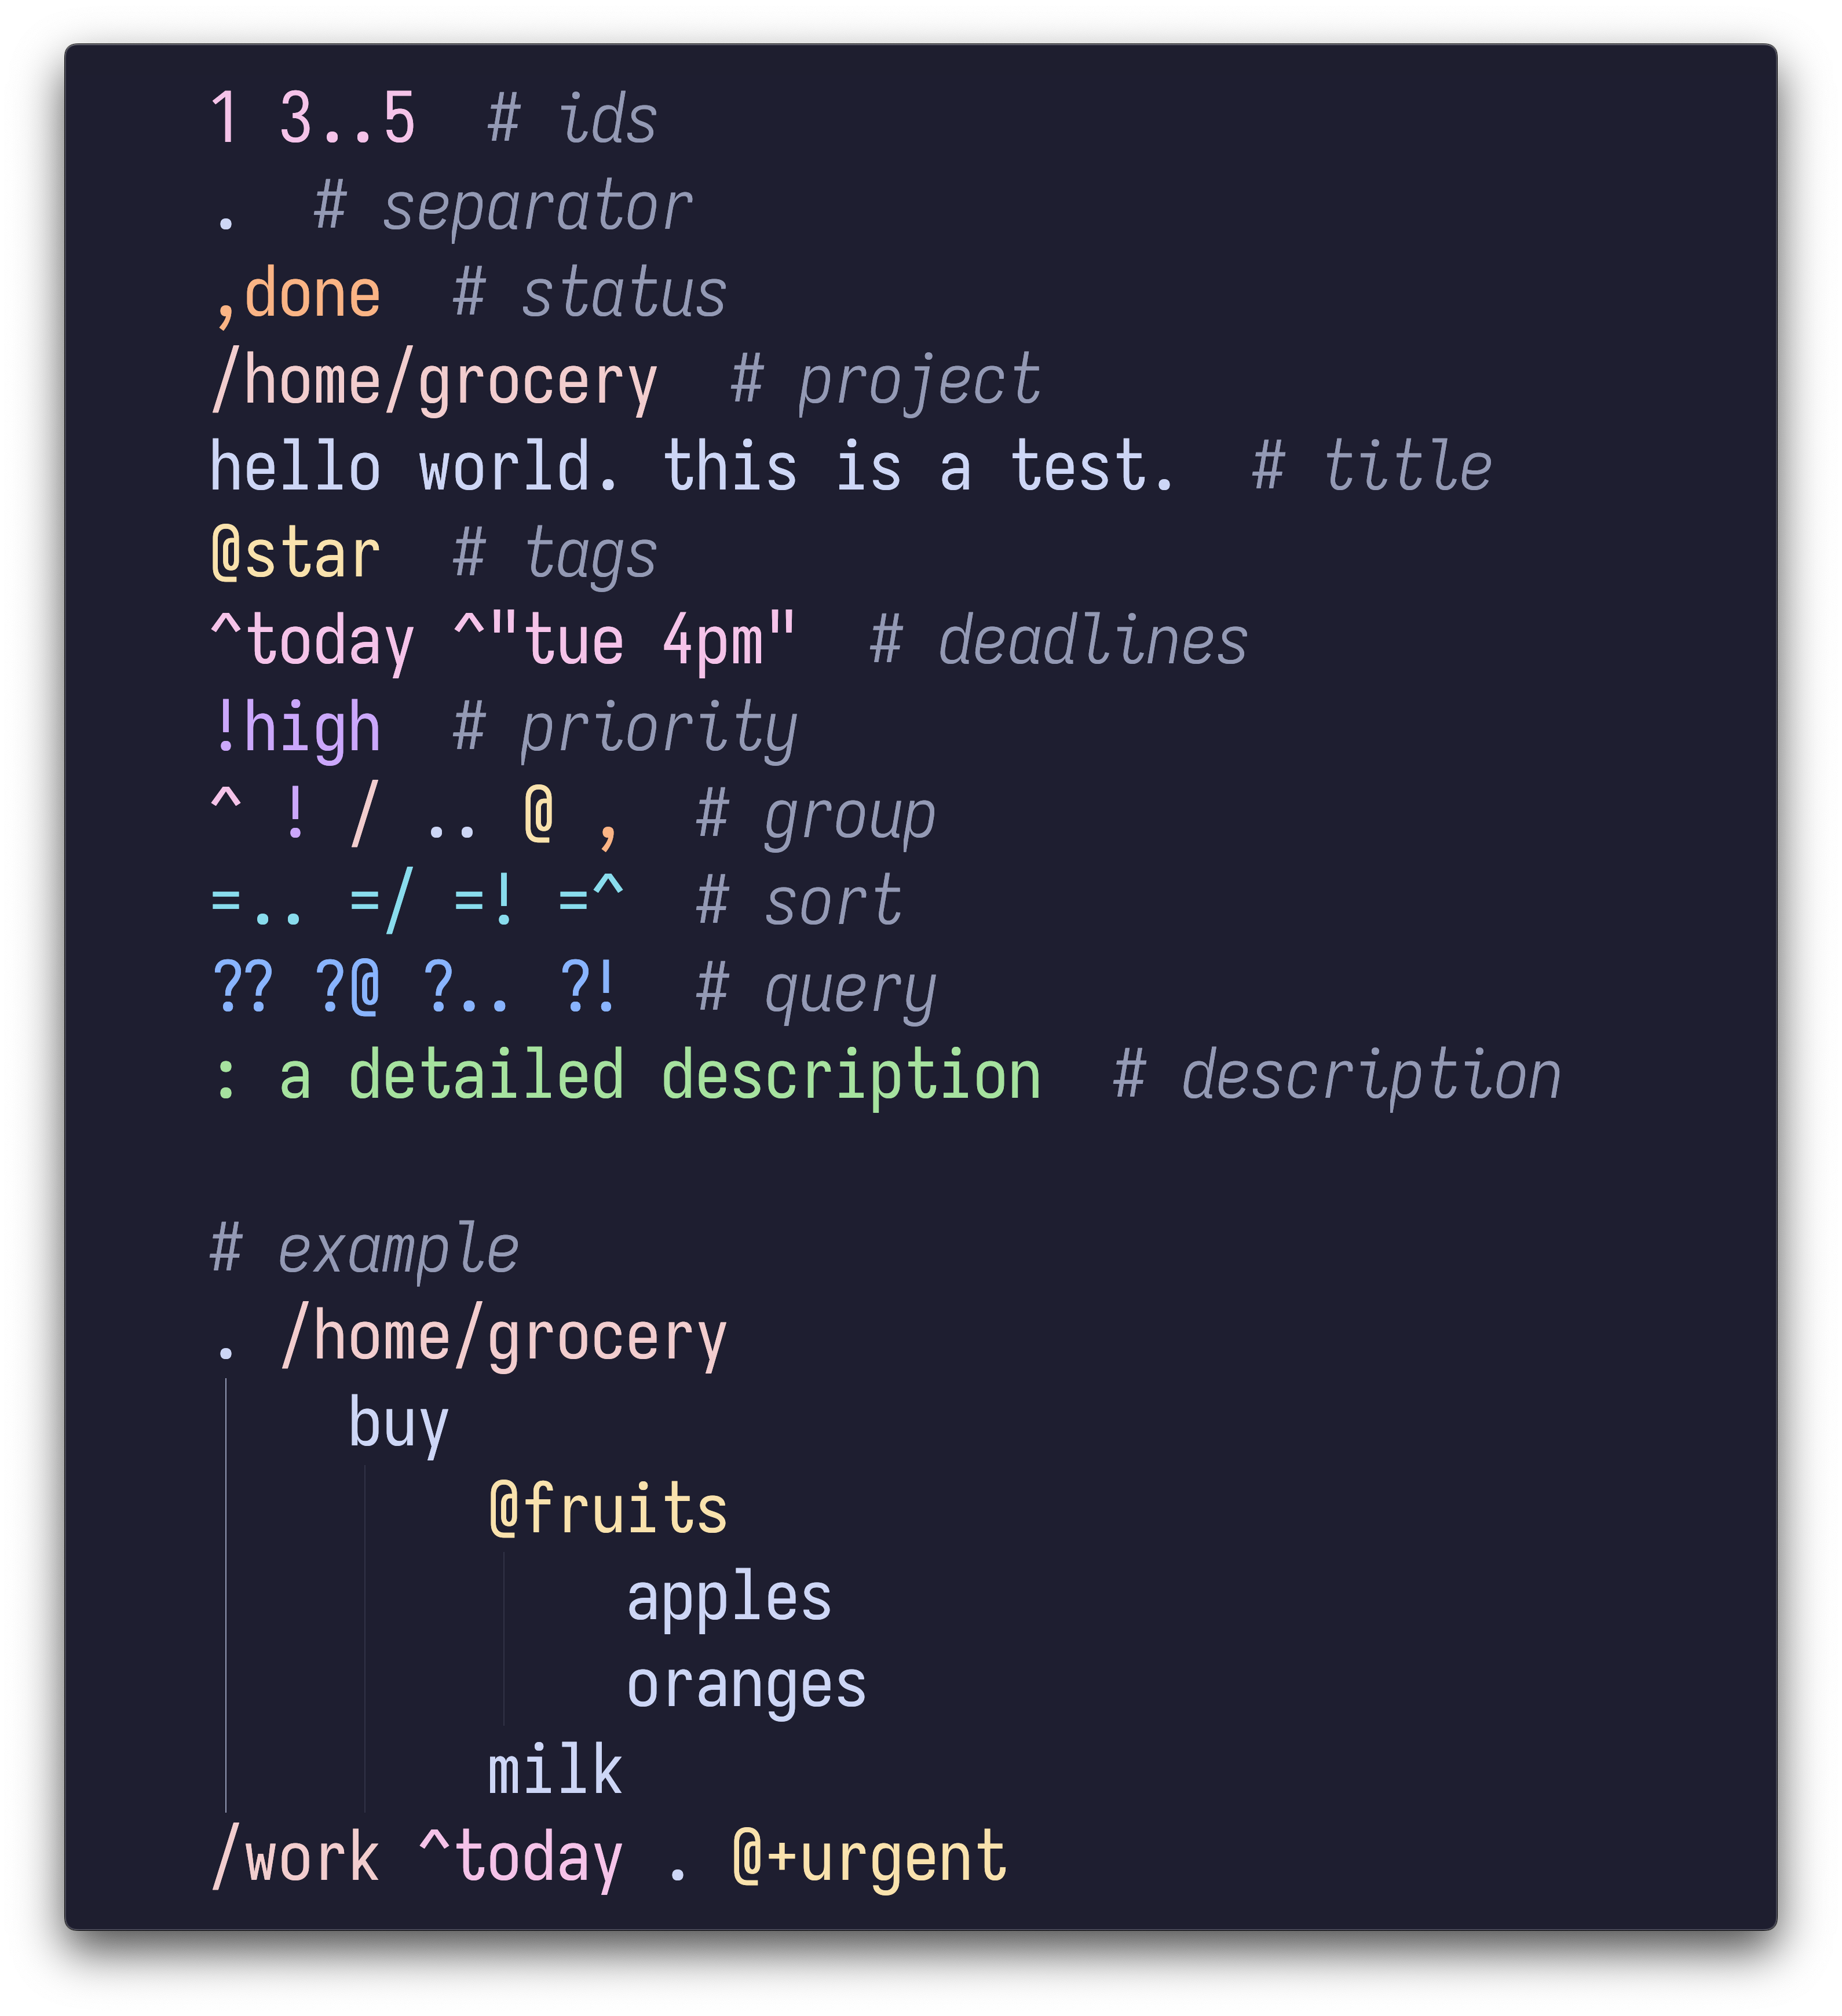 1 3..5  # ids
.  # separator
,done  # status
/home/grocery  # project
hello world. this is a test.  # title
@star  # tags
^today ^"tue 4pm"  # deadlines
!high  # priority
^ ! / .. @ ,  # group
=.. =/ =! =^  # sort
?? ?@ ?.. ?!  # query
: a detailed description  # description

# example
. /home/grocery
    buy
        @fruits
            apples
            oranges
        milk
/work ^today . @+urgent